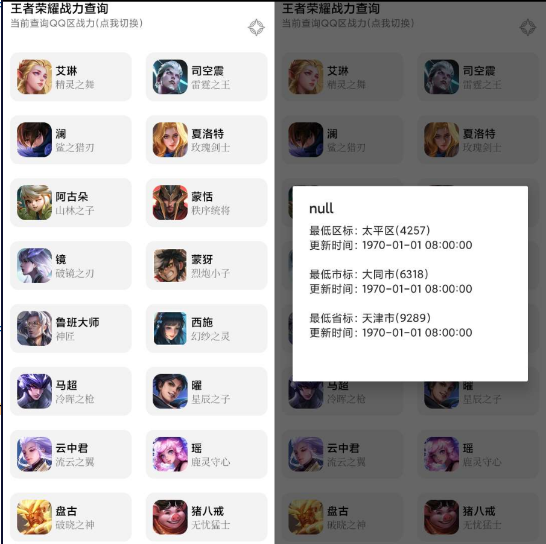 王者荣耀战力查询
当前查询QQ区战力(点我切换)
艾琳
精灵之舞
司空震
雷霆之王
澜
鲨之猎刃
夏洛特
玫瑰剑士
阿古朵
山林之子
蒙恬
秩序统将
镜
破镜之刃
蒙犽
烈炮小子
鲁班大师
神匠
西施
幻纱之灵
马超
冷晖之枪
曜
星辰之子
云中君
流云之翼
瑶
鹿灵守心
盘古
破晓之神
猪八戒
无忧猛士
王者荣耀战力查询
当前查询QQ区战力(点我切换)
艾琳
精灵之舞
司空震
雷霆之王
澜
鲨之猎刃
夏洛特
玫瑰剑士
null
最低区标: 太平区(4257)
更新时间: 1970-01-01 08:00:00
最低市标: 大同市(6318)
更新时间: 1970-01-01 08:00:00
最低省标: 天津市(9289)
更新时间: 1970-01-01 08:00:00
马超
冷晖之枪
曜
星辰之子
云中君
流云之翼
瑶
鹿灵守心
盘古
破晓之神
猪八戒
无忧猛士